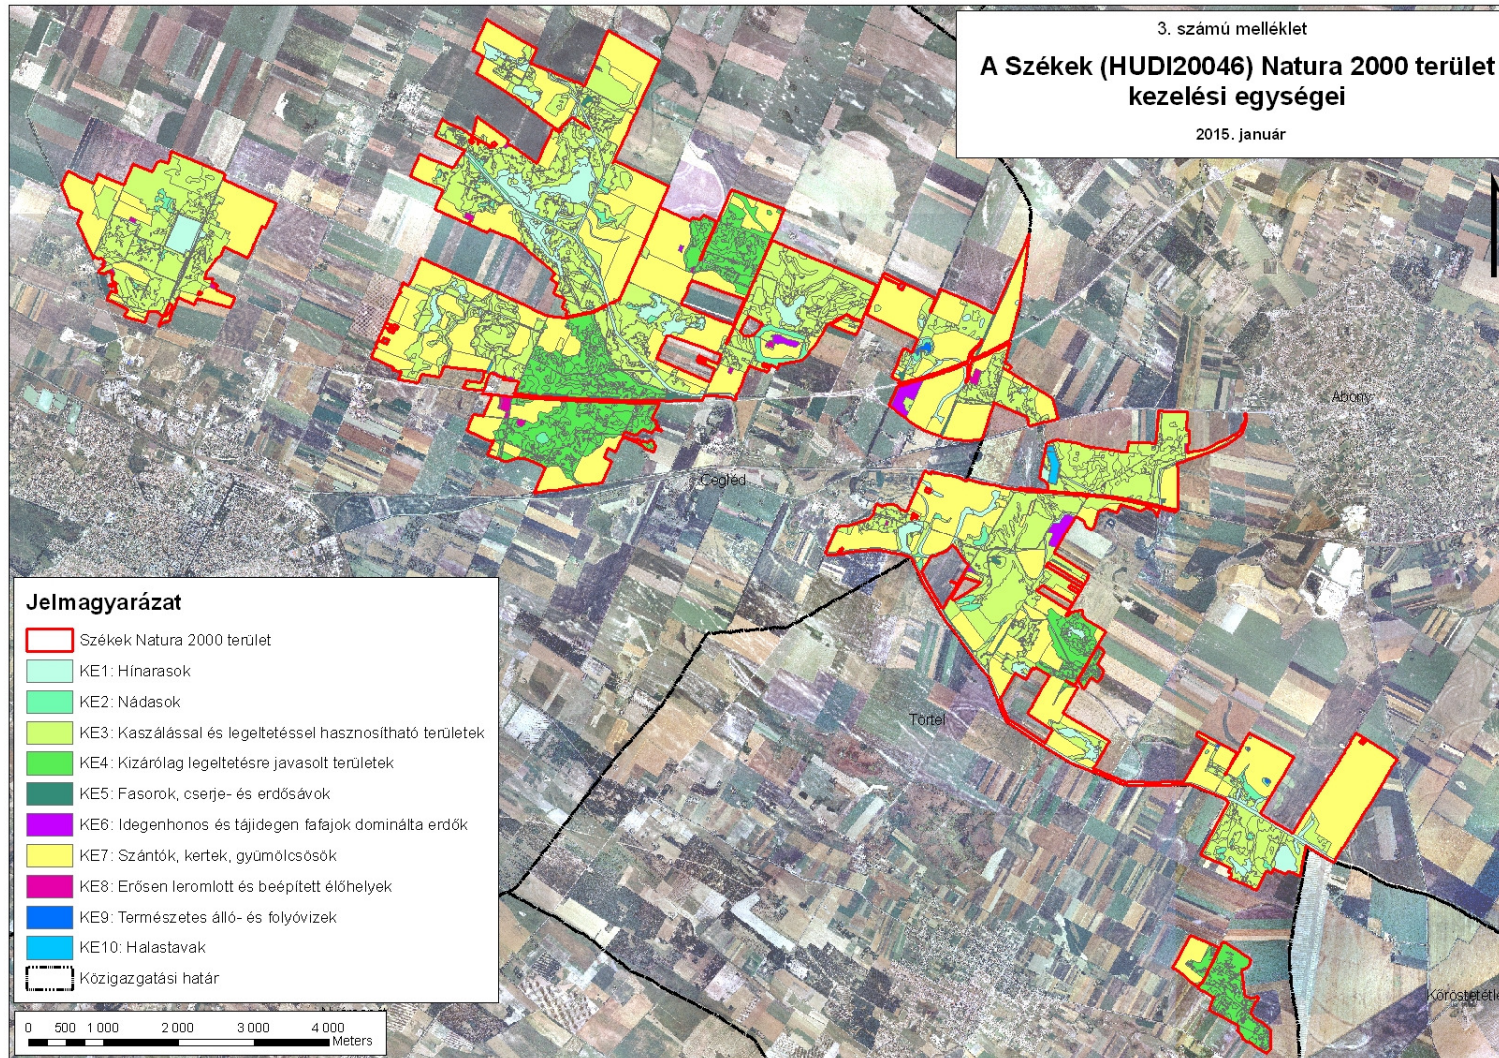 3. számú melléklet
A Székek (HUDI20046) Natura 2000 terület
kezelési egységei
2015. január
Abony
Cegléd
Törtel
Jelmagyarázat
Székek Natura 2000 terület
KE1: Hínarasok
KE2: Nádasok
KE3: Kaszálással és legeltetéssel hasznosítható területek
KE4: Kizárólag legeltetésre javasolt területek
KE5: Fasorok, cserje- és erdősávok
KE6: Idegenhonos és tájidegen fafajok dominálta erdők
KE7: Szántók, kertek, gyümölcsösök
KE8: Erősen leromlott és beépített élőhelyek
KE9: Természetes álló- és folyóvizek
KE10: Halastavak
Közigazgatási határ
Kőröstetétle
0 500 1 000 2 000 3 000 4 000
Meters